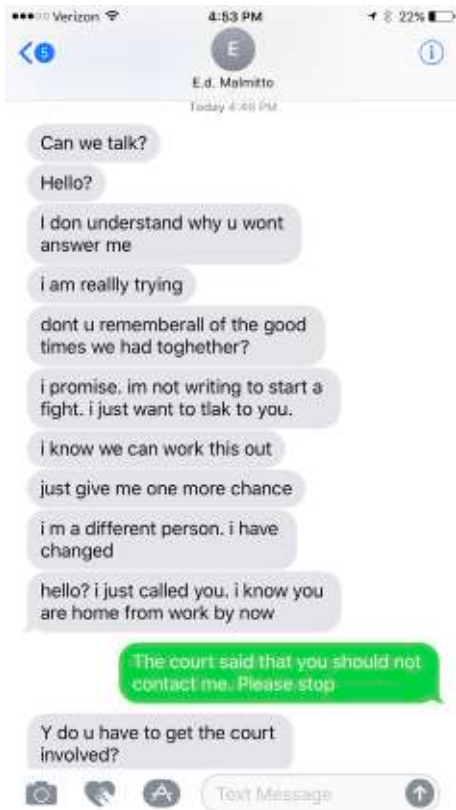 Verizon 4:53 PM 22%
5
E
E.d. Malmitto
Today 4:46 PM
Can we talk?
Hello?
I don understand why u wont
answer me
i am reallly trying
dont u rememberall of the good
times we had toghether?
i promise. im not writing to start a
fight. i just want to tlak to you.
i know we can work this out
just give me one more chance
i m a different person. i have
changed
hello? i just called you. i know you
are home from work by now
The court said that you should not
contact me. Please stop
Y do u have to get the court
involved?
Text Message